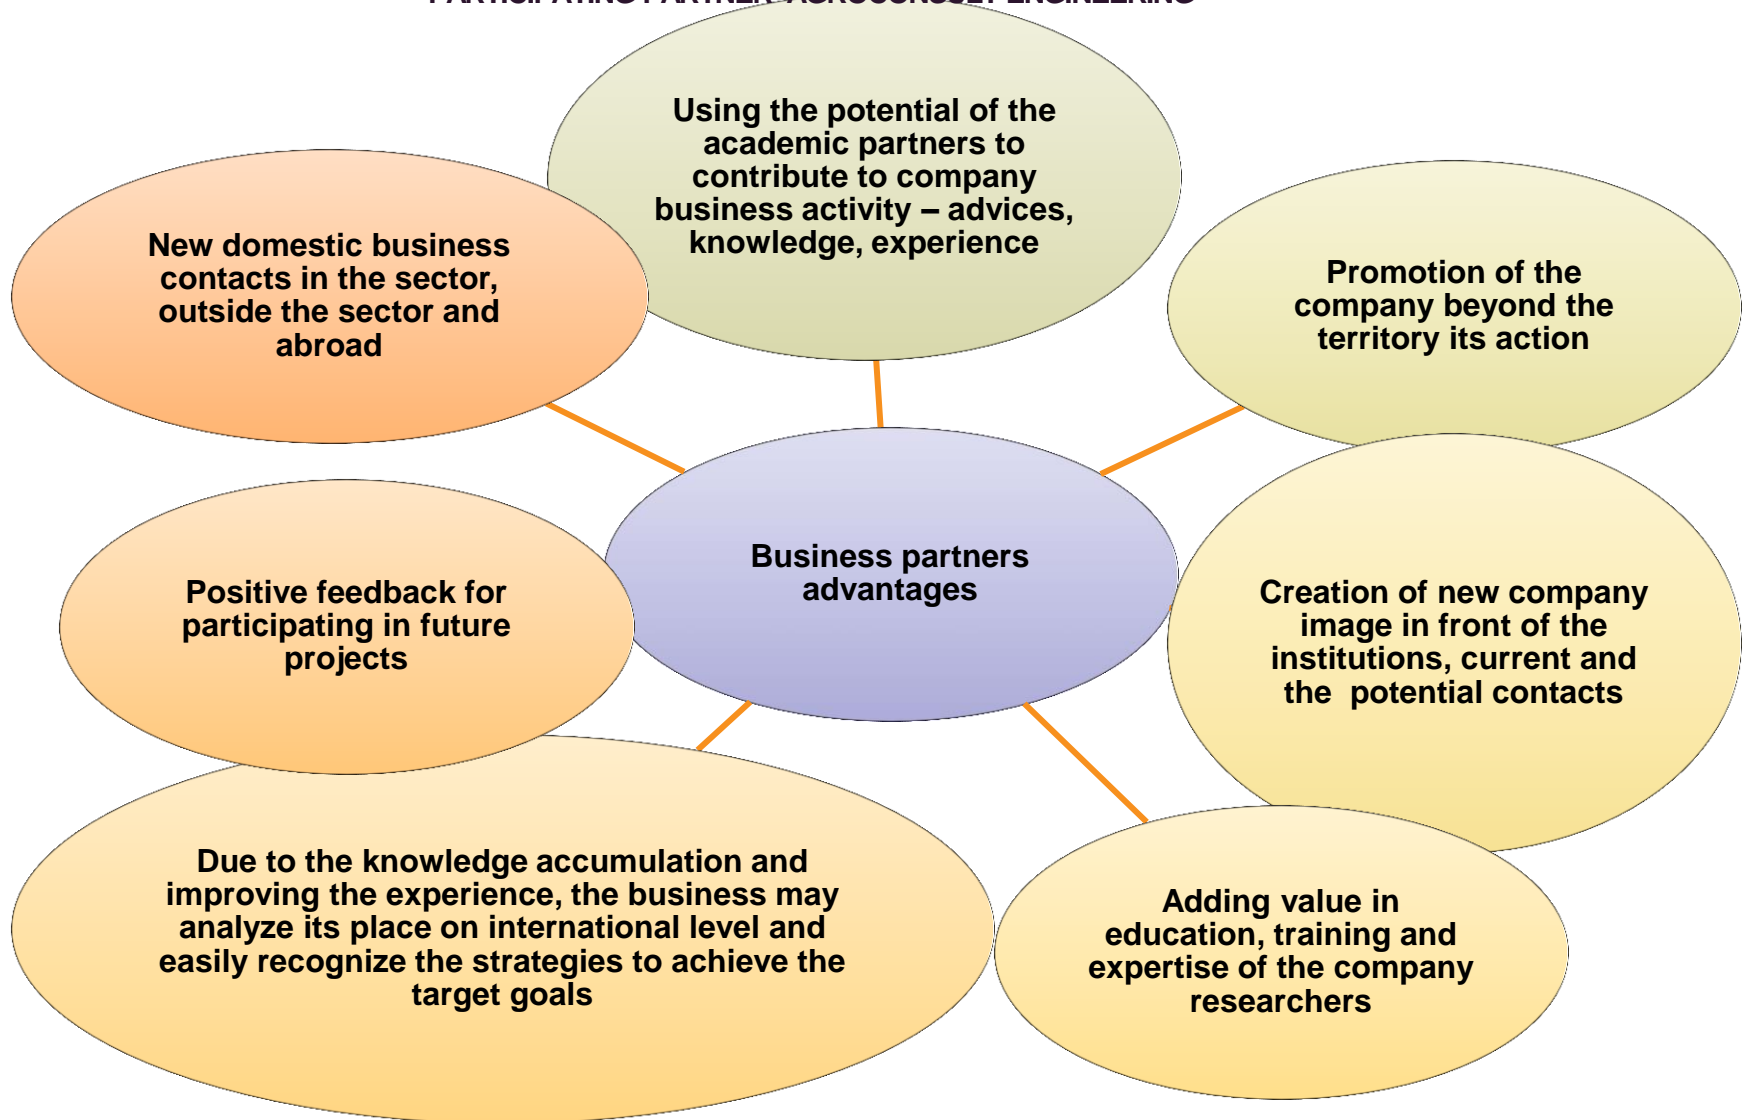 PARTICIPATING PARTNER
Using the potential of the
academic partners to
contribute to company
business activity – advices,
knowledge, experience
New domestic business
contacts in the sector,
outside the sector and
abroad
Promotion of the
company beyond the
territory its action
Business partners
advantages
Positive feedback for
participating in future
projects
Creation of new company
image in front of the
institutions, current and
the  potential contacts
Due to the knowledge accumulation and
improving the experience, the business may
analyze its place on international level and
easily recognize the strategies to achieve the
target goals
Adding value in
education, training and
expertise of the company
researchers